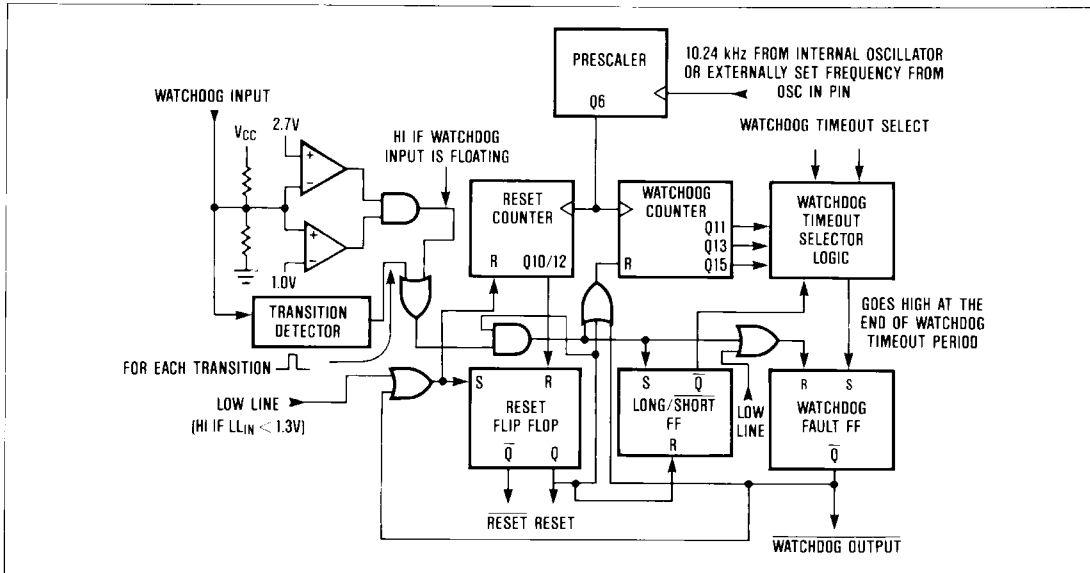 PRESCALER
Q6
10.24 kHz FROM INTERNAL OSCILLATOR
OR EXTERNALLY SET FREQUENCY FROM
OSC IN PIN
WATCHDOG INPUT
VCC
2.7V
+
−
+
−
1.0V
HI IF WATCHDOG
INPUT IS FLOATING
WATCHDOG TIMEOUT SELECT
RESET
COUNTER
R
Q10/12
WATCHDOG
COUNTER
Q11
Q13
Q15
R
WATCHDOG
TIMEOUT
SELECTOR
LOGIC
TRANSITION
DETECTOR
FOR EACH TRANSITION
GOES HIGH AT THE
END OF WATCHDOG
TIMEOUT PERIOD
LOW LINE
(HI IF LLIN < 1.3V)
S R
RESET
FLIP FLOP
Q̅ Q
S Q̅
LONG/S̅H̅O̅R̅T̅
FF
R
LOW
LINE
R S
WATCHDOG
FAULT FF
Q̅
R̅E̅S̅E̅T̅ RESET
W̅A̅T̅C̅H̅D̅O̅G̅ O̅U̅T̅P̅U̅T̅